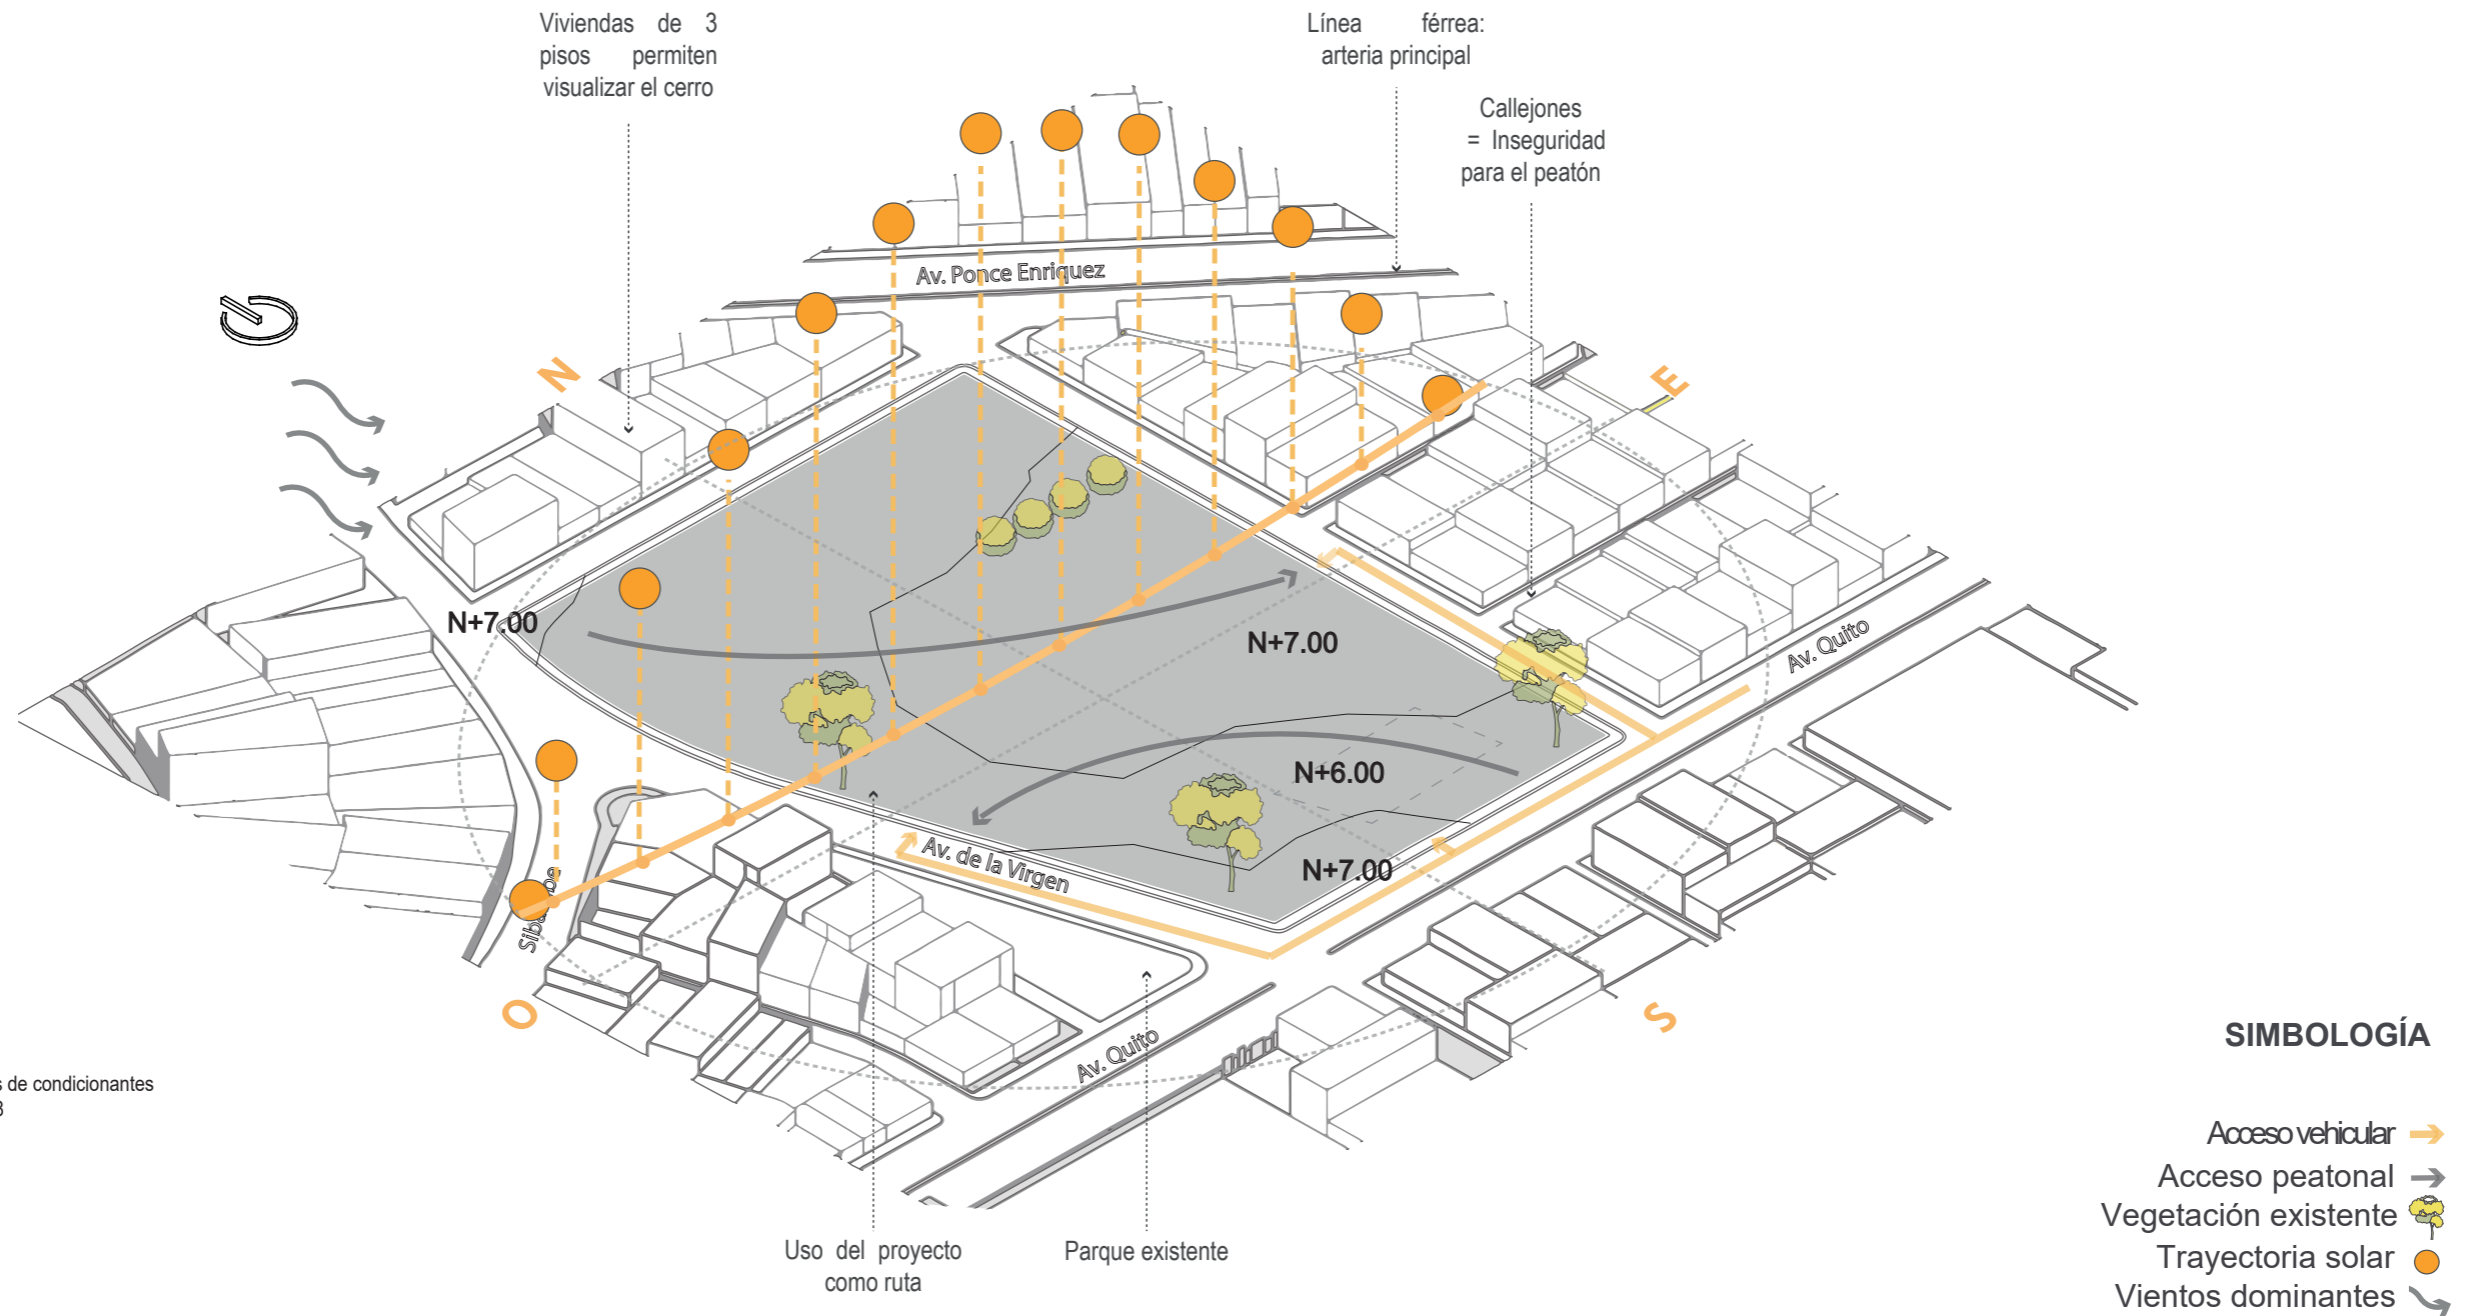 Viviendas de 3
pisos permiten
visualizar el cerro
Línea férrea:
arteria principal
Callejones
= Inseguridad
para el peatón
Av. Ponce Enriquez
N
E
N+7.00
N+7.00
Av. Quito
N+6.00
N+7.00
Av. de la Virgen
O
S
Av. Quito
s de condicionantes
Uso del proyecto
como ruta
Parque existente
SIMBOLOGÍA
Acceso vehicular
Acceso peatonal
Vegetación existente
Trayectoria solar
Vientos dominantes